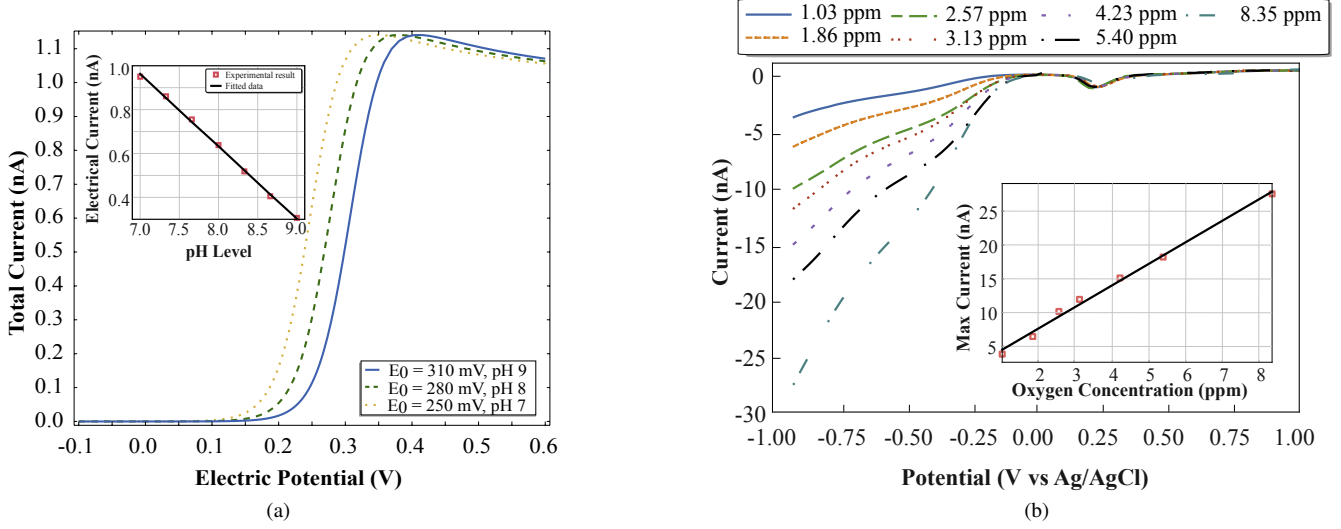 1.1
1.0
0.9
0.8
0.7
0.6
1.1
0.4
0.3
0.2
0.1
0.0
Total Current (nA)
-0.1 0.0 0.1 0.2 0.3 0.4 0.5 0.6
Electric Potential (V)
1.0
0.8
0.6
0.4
Electrical Current (nA)
Experimental result
Fitted data
7.0 7.5 8.0 8.5 9.0
pH Level
E0 = 310 mV, pH 9
E0 = 280 mV, pH 8
E0 = 250 mV, pH 7
(a)
1.03 ppm 2.57 ppm 4.23 ppm 8.35 ppm
1.86 ppm 3.13 ppm 5.40 ppm
0
-5
-10
-15
-20
-25
-30
Current (nA)
-1.00 -0.75 -0.50 -0.25 0.00 0.25 0.50 0.75 1.00
Potential (V vs Ag/AgCl)
25
20
15
10
5
Max Current (nA)
2 3 4 5 6 7 8
Oxygen Concentration (ppm)
(b)